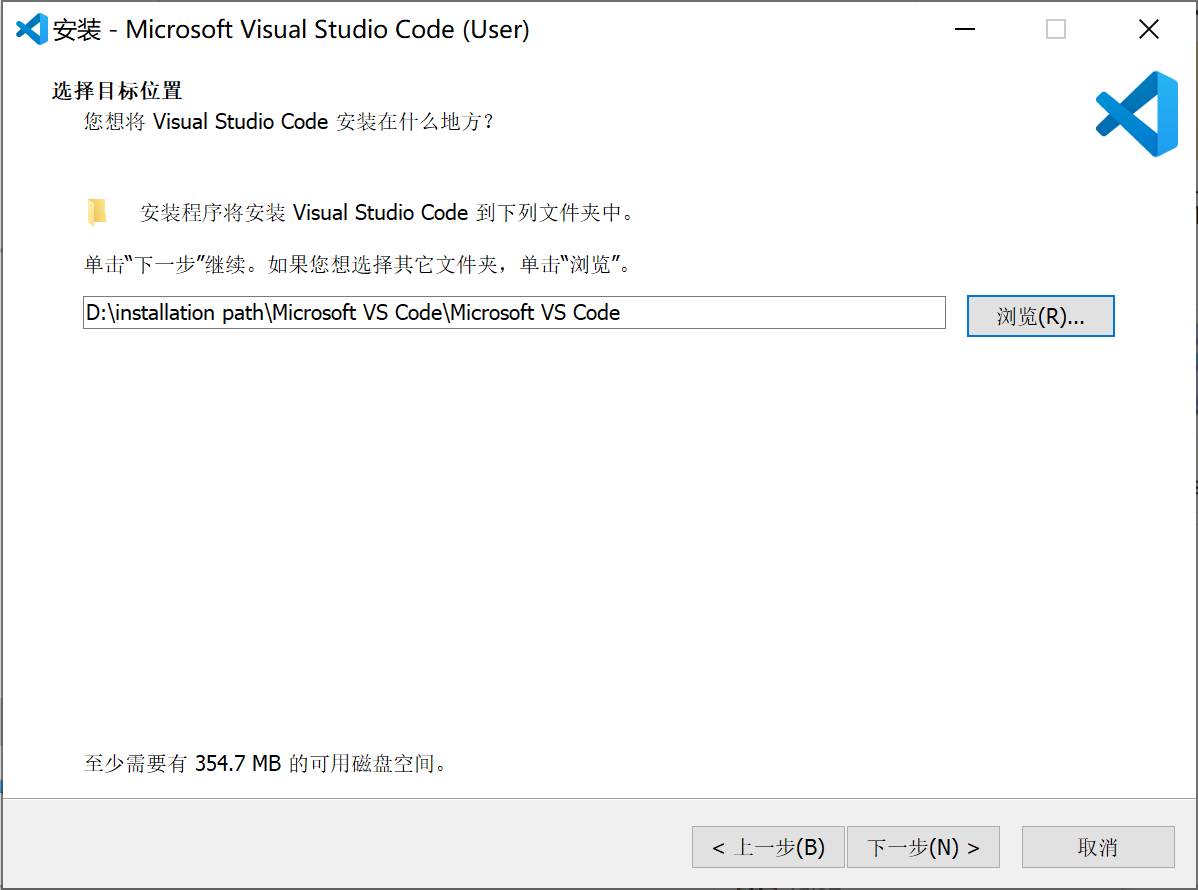 安装 - Microsoft Visual Studio Code (User)
选择目标位置
您想将 Visual Studio Code 安装在什么地方？
安装程序将安装 Visual Studio Code 到下列文件夹中。
单击“下一步”继续。如果您想选择其它文件夹，单击“浏览”。
D:\installation path\Microsoft VS Code\Microsoft VS Code
浏览(R)...
至少需要有 354.7 MB 的可用磁盘空间。
< 上一步(B)
下一步(N) >
取消